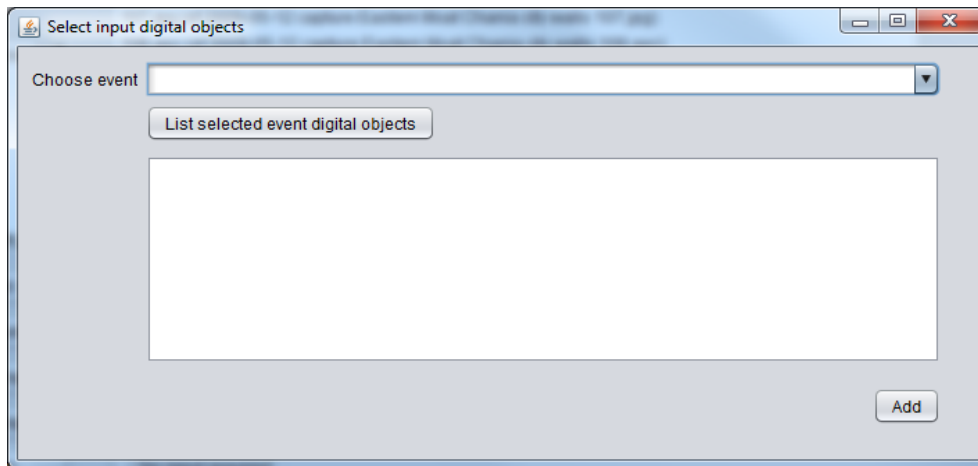 Select input digital objects
Choose event
List selected event digital objects
Add